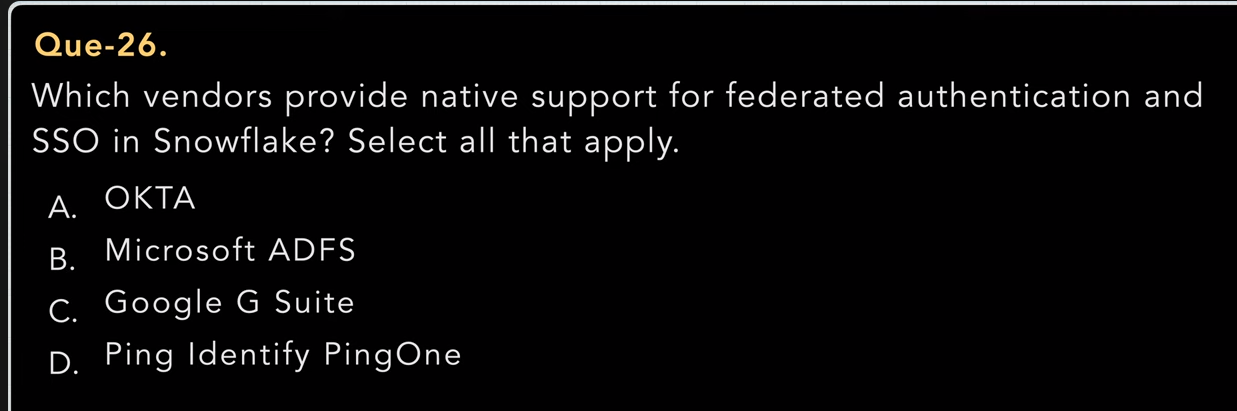 Que-26.
Which vendors provide native support for federated authentication and
SSO in Snowflake? Select all that apply.
A. OKTA
B. Microsoft ADFS
C. Google G Suite
D. Ping Identify PingOne